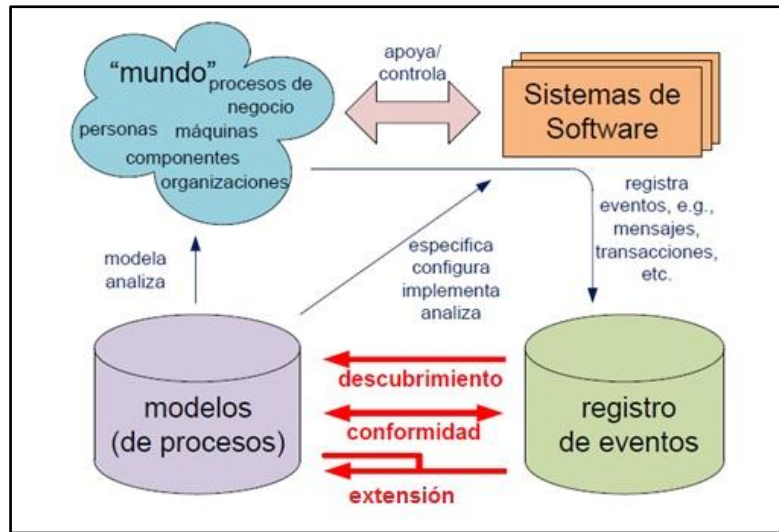 “mundo”
procesos de
negocio
personas máquinas
componentes
organizaciones
apoya/
controla
Sistemas de
Software
registra
eventos, e.g.,
mensajes,
transacciones,
etc.
modela
analiza
especifica
configura
implementa
analiza
modelos
(de procesos)
descubrimiento
conformidad
extensión
registro
de eventos